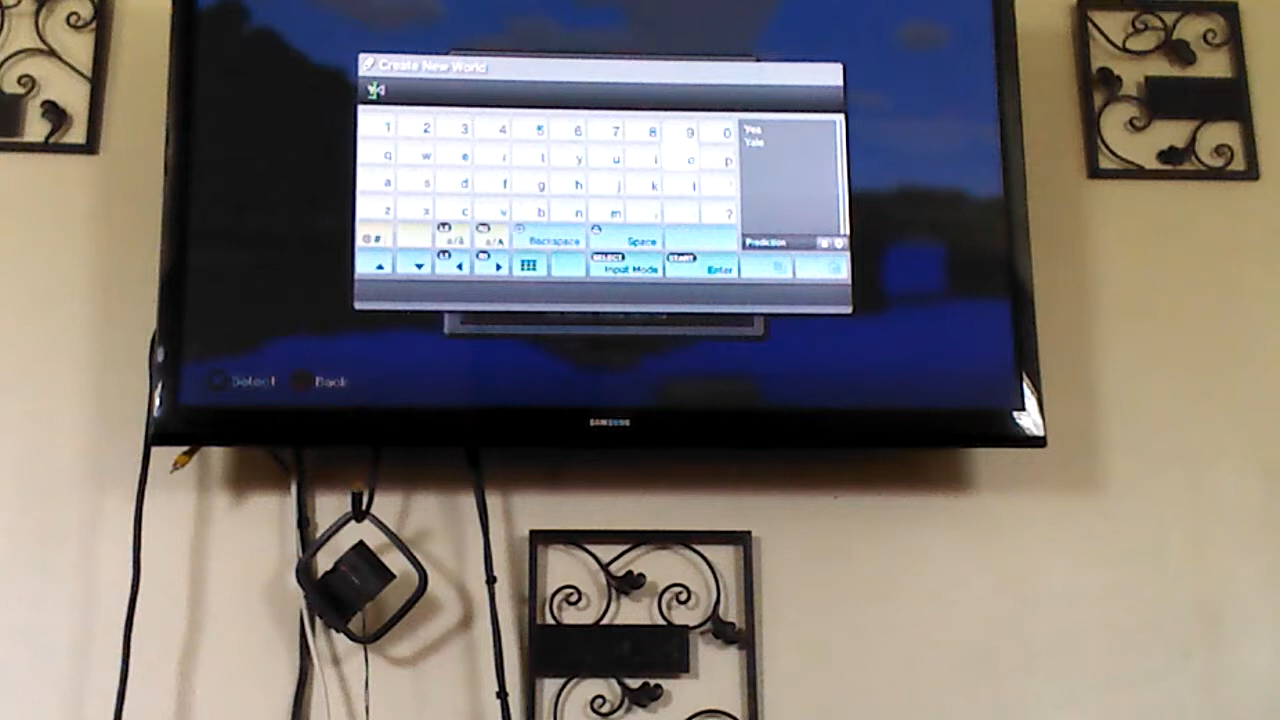 Create New World
1 2 3 4 5 6 7 8 9 0
q w e r t y u i o p
a s d f g h j k l '
z x c v b n m , ?
Yes
Yale
@#: a/â a/A Backspace Space
Prediction
SELECT START
Input Mode Enter
Select Back
SAMSUNG